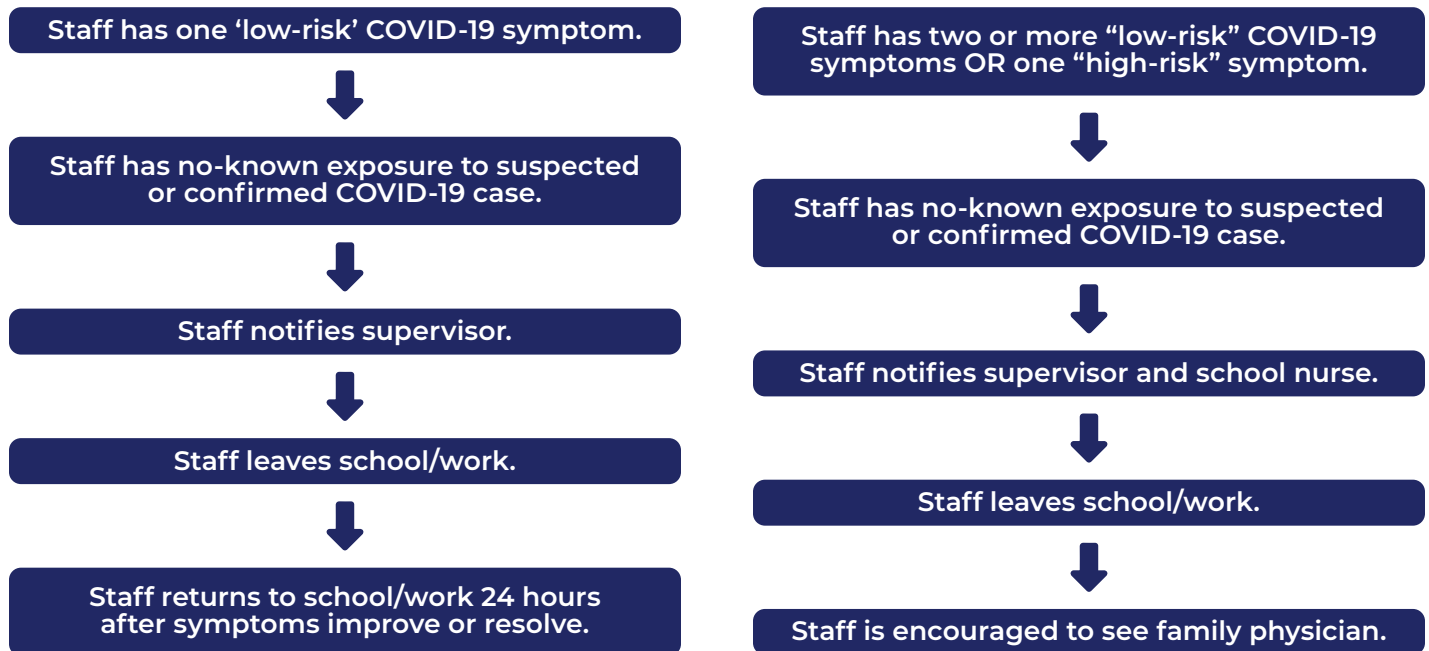 Staff has one ‘low-risk’ COVID-19 symptom.
Staff has no-known exposure to suspected
or confirmed COVID-19 case.
Staff notifies supervisor.
Staff leaves school/work.
Staff returns to school/work 24 hours
after symptoms improve or resolve.
Staff has two or more “low-risk” COVID-19
symptoms OR one “high-risk” symptom.
Staff has no-known exposure to suspected
or confirmed COVID-19 case.
Staff notifies supervisor and school nurse.
Staff leaves school/work.
Staff is encouraged to see family physician.